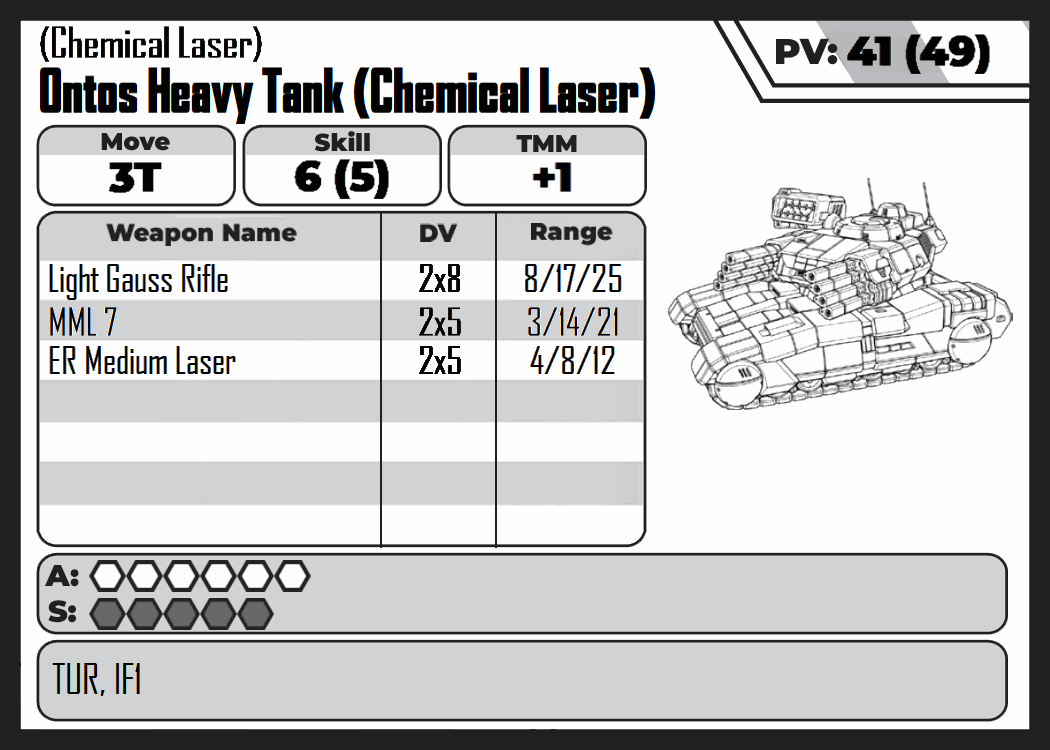 (Chemical Laser)
PV: 41 (49)
Ontos Heavy Tank (Chemical Laser)
Move Skill TMM
3T 6 (5) +1
Weapon Name DV Range
Light Gauss Rifle 2x8 8/17/25
MML 7 2x5 3/14/21
ER Medium Laser 2x5 4/8/12
A:
S:
TUR, IF1